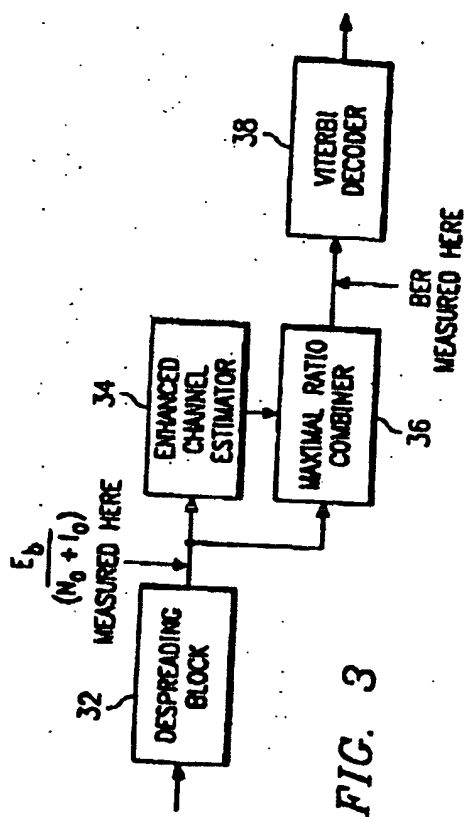 E_b
(N_0 + I_0)
MEASURED HERE
32
DESPREADING
BLOCK
34
ENHANCED
CHANNEL
ESTIMATOR
MAXIMAL RATIO
COMBINER
36
BER
MEASURED HERE
38
VITERBI
DECODER
FIG. 3